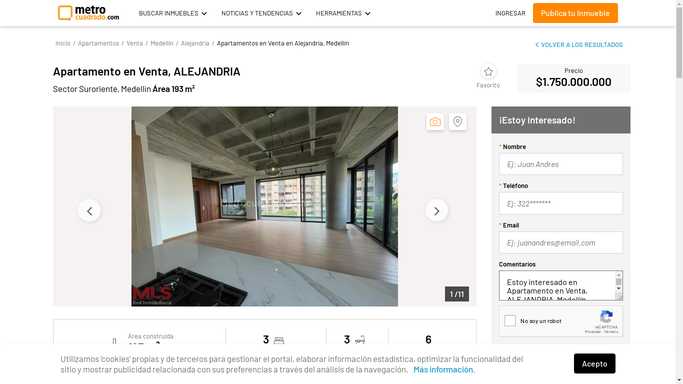 metro
cuadrado.com
BUSCAR INMUEBLES
NOTICIAS Y TENDENCIAS
HERRAMIENTAS
INGRESAR
Publica tu Inmueble
Inicio / Apartamentos / Venta / Medellín / Alejandria / Apartamentos en Venta en Alejandria, Medellín
VOLVER A LOS RESULTADOS
Apartamento en Venta, ALEJANDRIA
Sector Suroriente, Medellín Área 193 m²
Favorito
Precio
$1.750.000.000
MLS
1 /11
¡Estoy Interesado!
* Nombre
Ej: Juan Andres
* Teléfono
Ej: 322*******
* Email
Ej: juanandres@email.com
Comentarios
Estoy interesado en
Apartamento en Venta,
ALEJANDRIA, Medellín
No soy un robot
reCAPTCHA
Privacidad - Términos
Área construida
3
3
6
Utilizamos 'cookies' propias y de terceros para gestionar el portal, elaborar información estadística, optimizar la funcionalidad del
sitio y mostrar publicidad relacionada con sus preferencias a través del análisis de la navegación. Más información.
Acepto